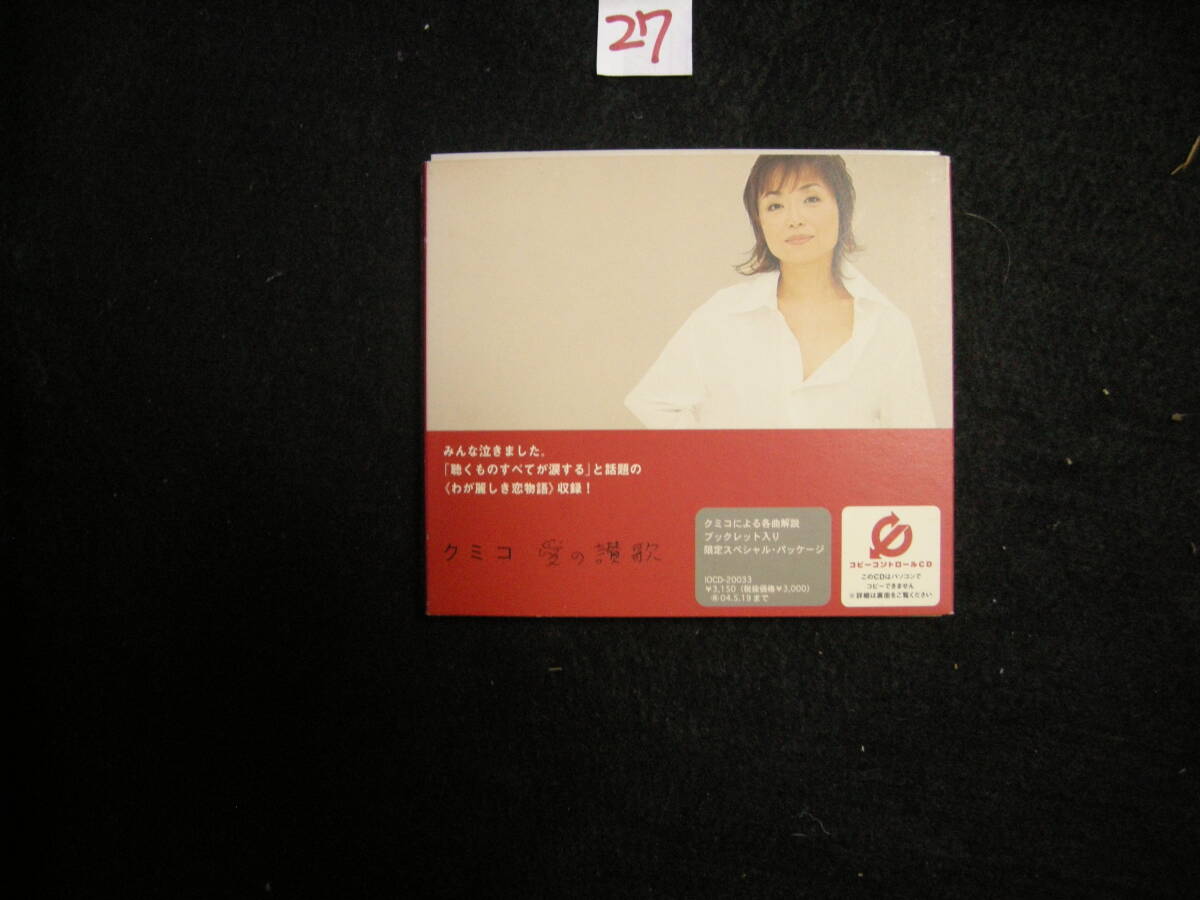 27
みんな泣きました。
「聴くものすべてが涙する」と話題の
〈わが麗しき恋物語〉収録！
クミコ 愛の讃歌
クミコによる各曲解説
ブックレット入り
限定スペシャル・パッケージ
IOCD-20033
¥3,150（税抜価格¥3,000）
㊖04.5.19まで
コピーコントロールCD
このCDはパソコンで
コピーできません
※詳細は裏面をご覧ください